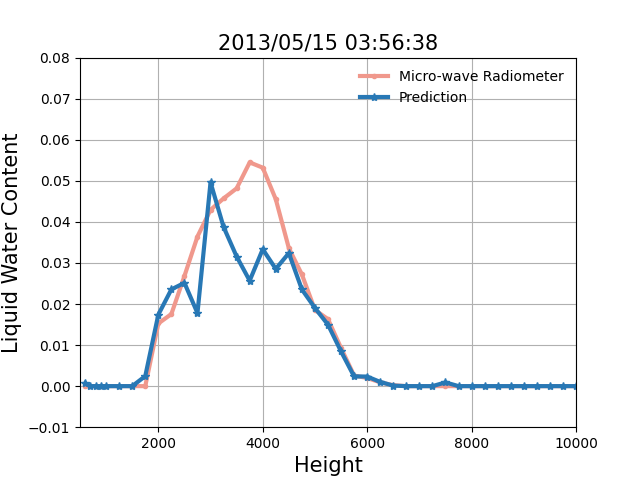 2013/05/15 03:56:38
Micro-wave Radiometer
Prediction
Liquid Water Content
0.08
0.07
0.06
0.05
0.04
0.03
0.02
0.01
0.00
−0.01
2000 4000 6000 8000 10000
Height